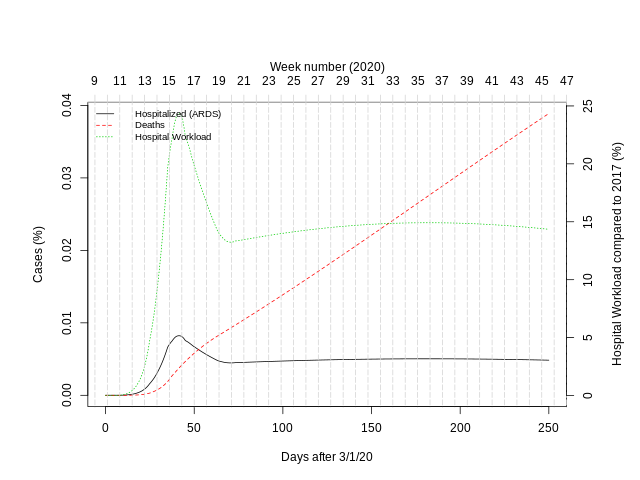 Week number (2020)
9 11 13 15 17 19 21 23 25 27 29 31 33 35 37 39 41 43 45 47
Hospitalized (ARDS)
Deaths
Hospital Workload
0.04
0.03
0.02
0.01
0.00
Cases (%)
25
20
15
10
5
0
Hospital Workload compared to 2017 (%)
0 50 100 150 200 250
Days after 3/1/20